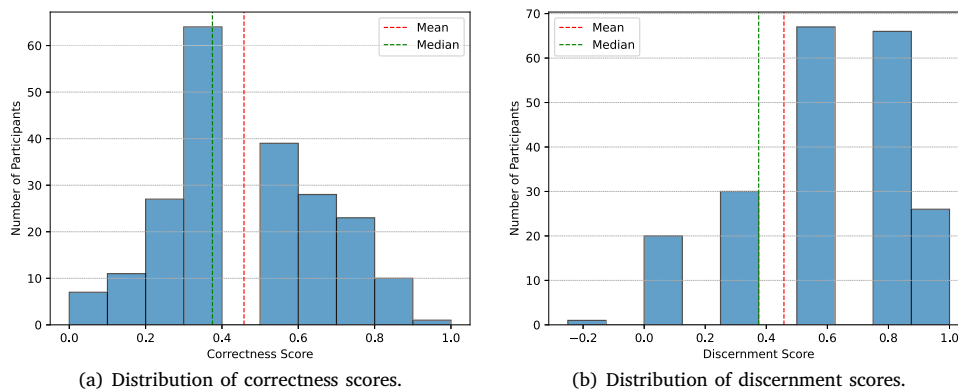 Mean
Median
60
50
40
30
20
10
0
Number of Participants
0.0 0.2 0.4 0.6 0.8 1.0
Correctness Score
(a) Distribution of correctness scores.
Mean
Median
70
60
50
40
30
20
10
0
Number of Participants
−0.2 0.0 0.2 0.4 0.6 0.8 1.0
Discernment Score
(b) Distribution of discernment scores.